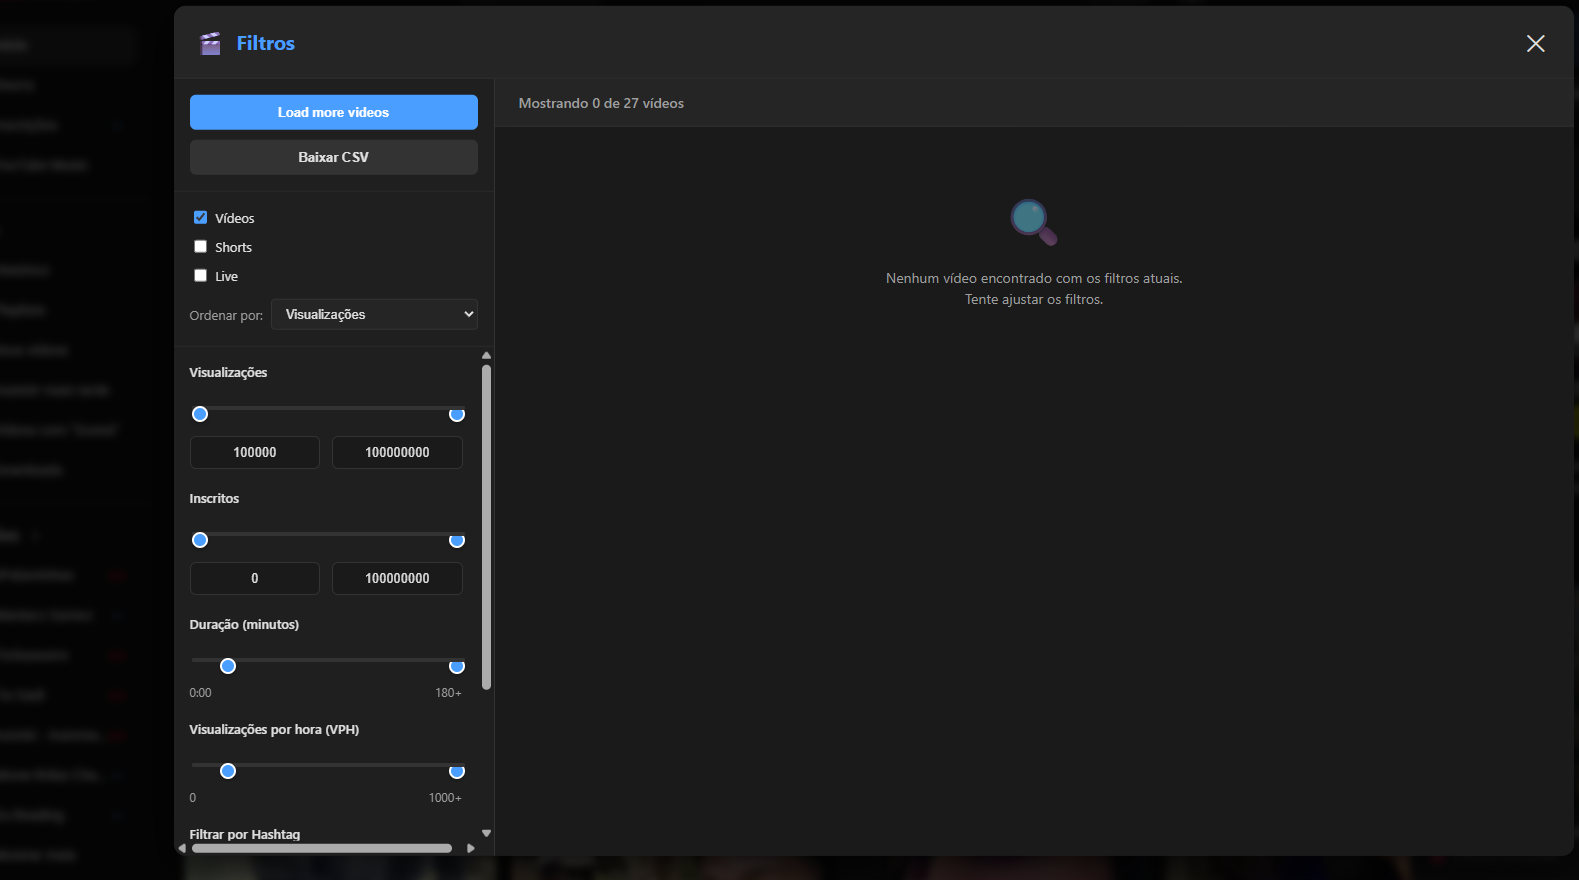 Filtros
Load more videos
Baixar CSV
Mostrando 0 de 27 vídeos
Vídeos
Shorts
Live
Ordenar por: Visualizações
Nenhum vídeo encontrado com os filtros atuais.
Tente ajustar os filtros.
Visualizações
100000 100000000
Inscritos
0 100000000
Duração (minutos)
0:00 180+
Visualizações por hora (VPH)
0 1000+
Filtrar por Hashtag